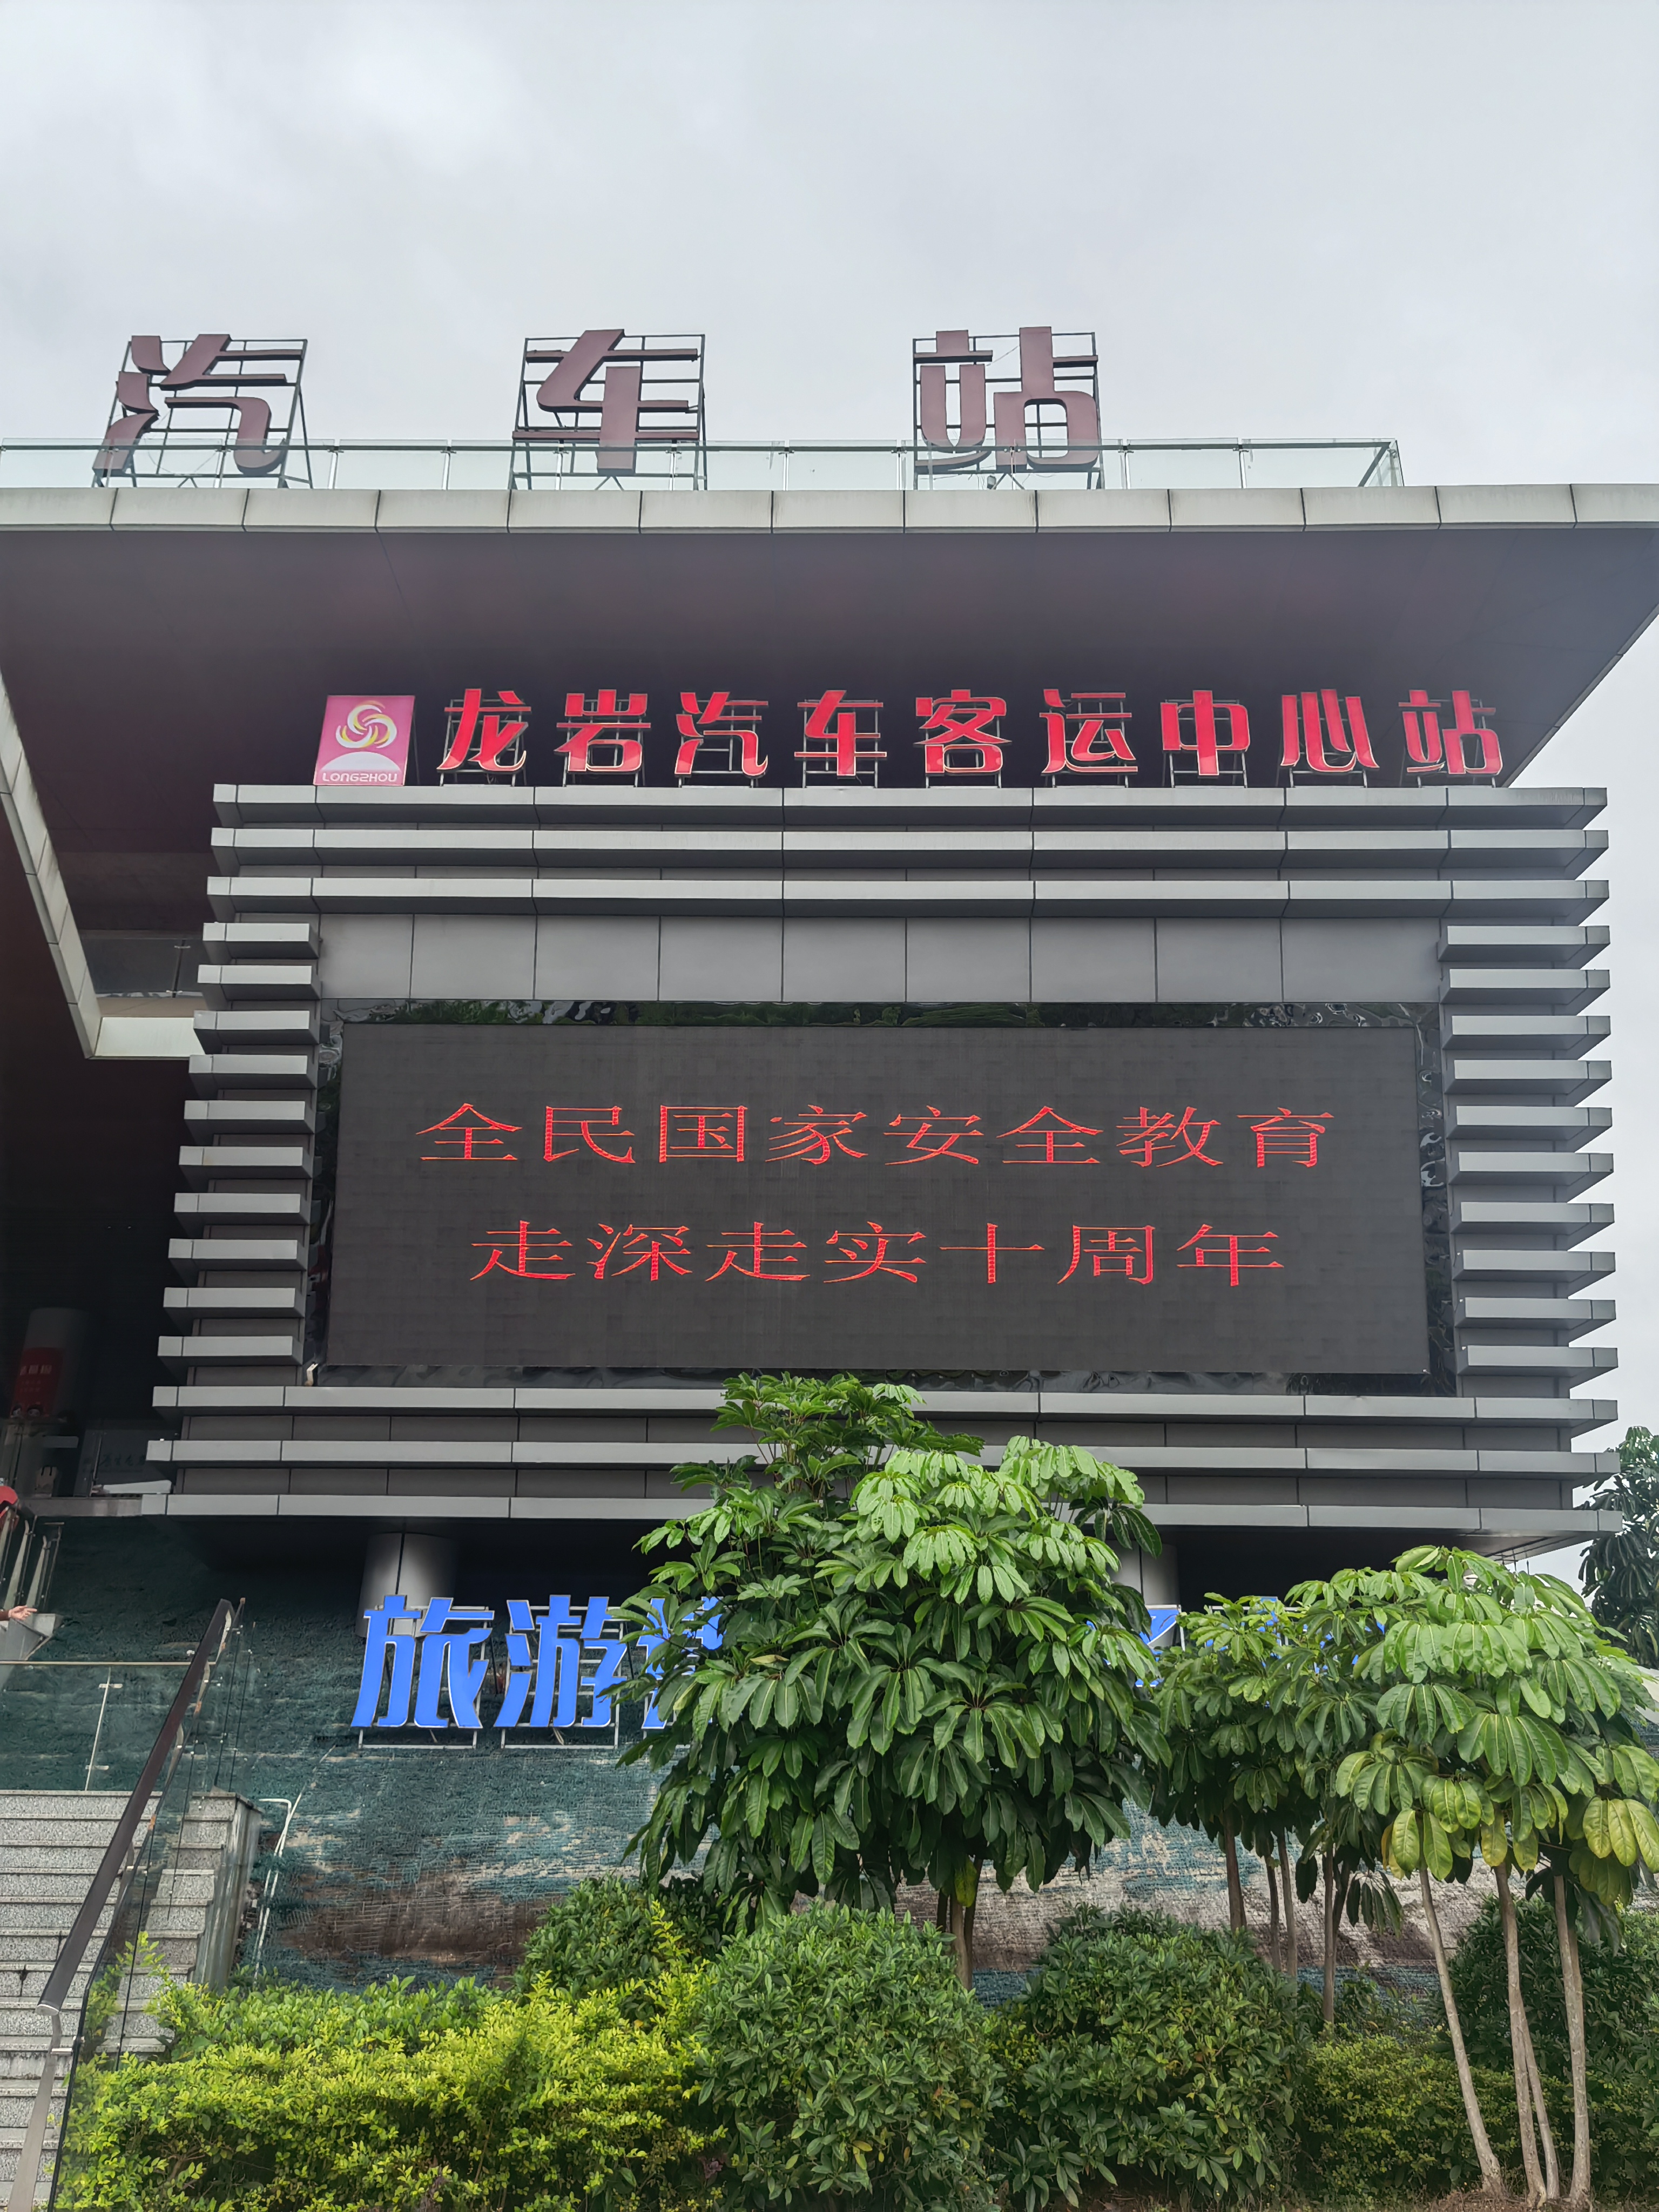 汽车站
龙岩汽车客运中心站
LONGZHOU
全民国家安全教育
走深走实十周年
旅游